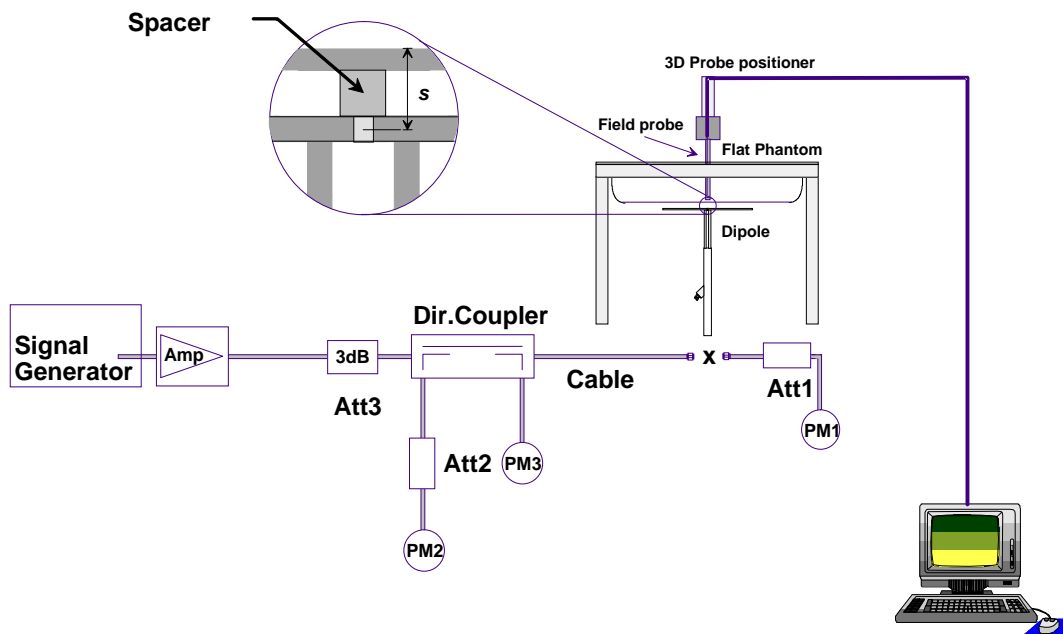 Spacer
s
3D Probe positioner
Field probe
Flat Phantom
Dipole
Dir.Coupler
Signal
Generator
Amp
3dB
Att3
Cable
x
Att1
PM1
Att2
PM3
PM2